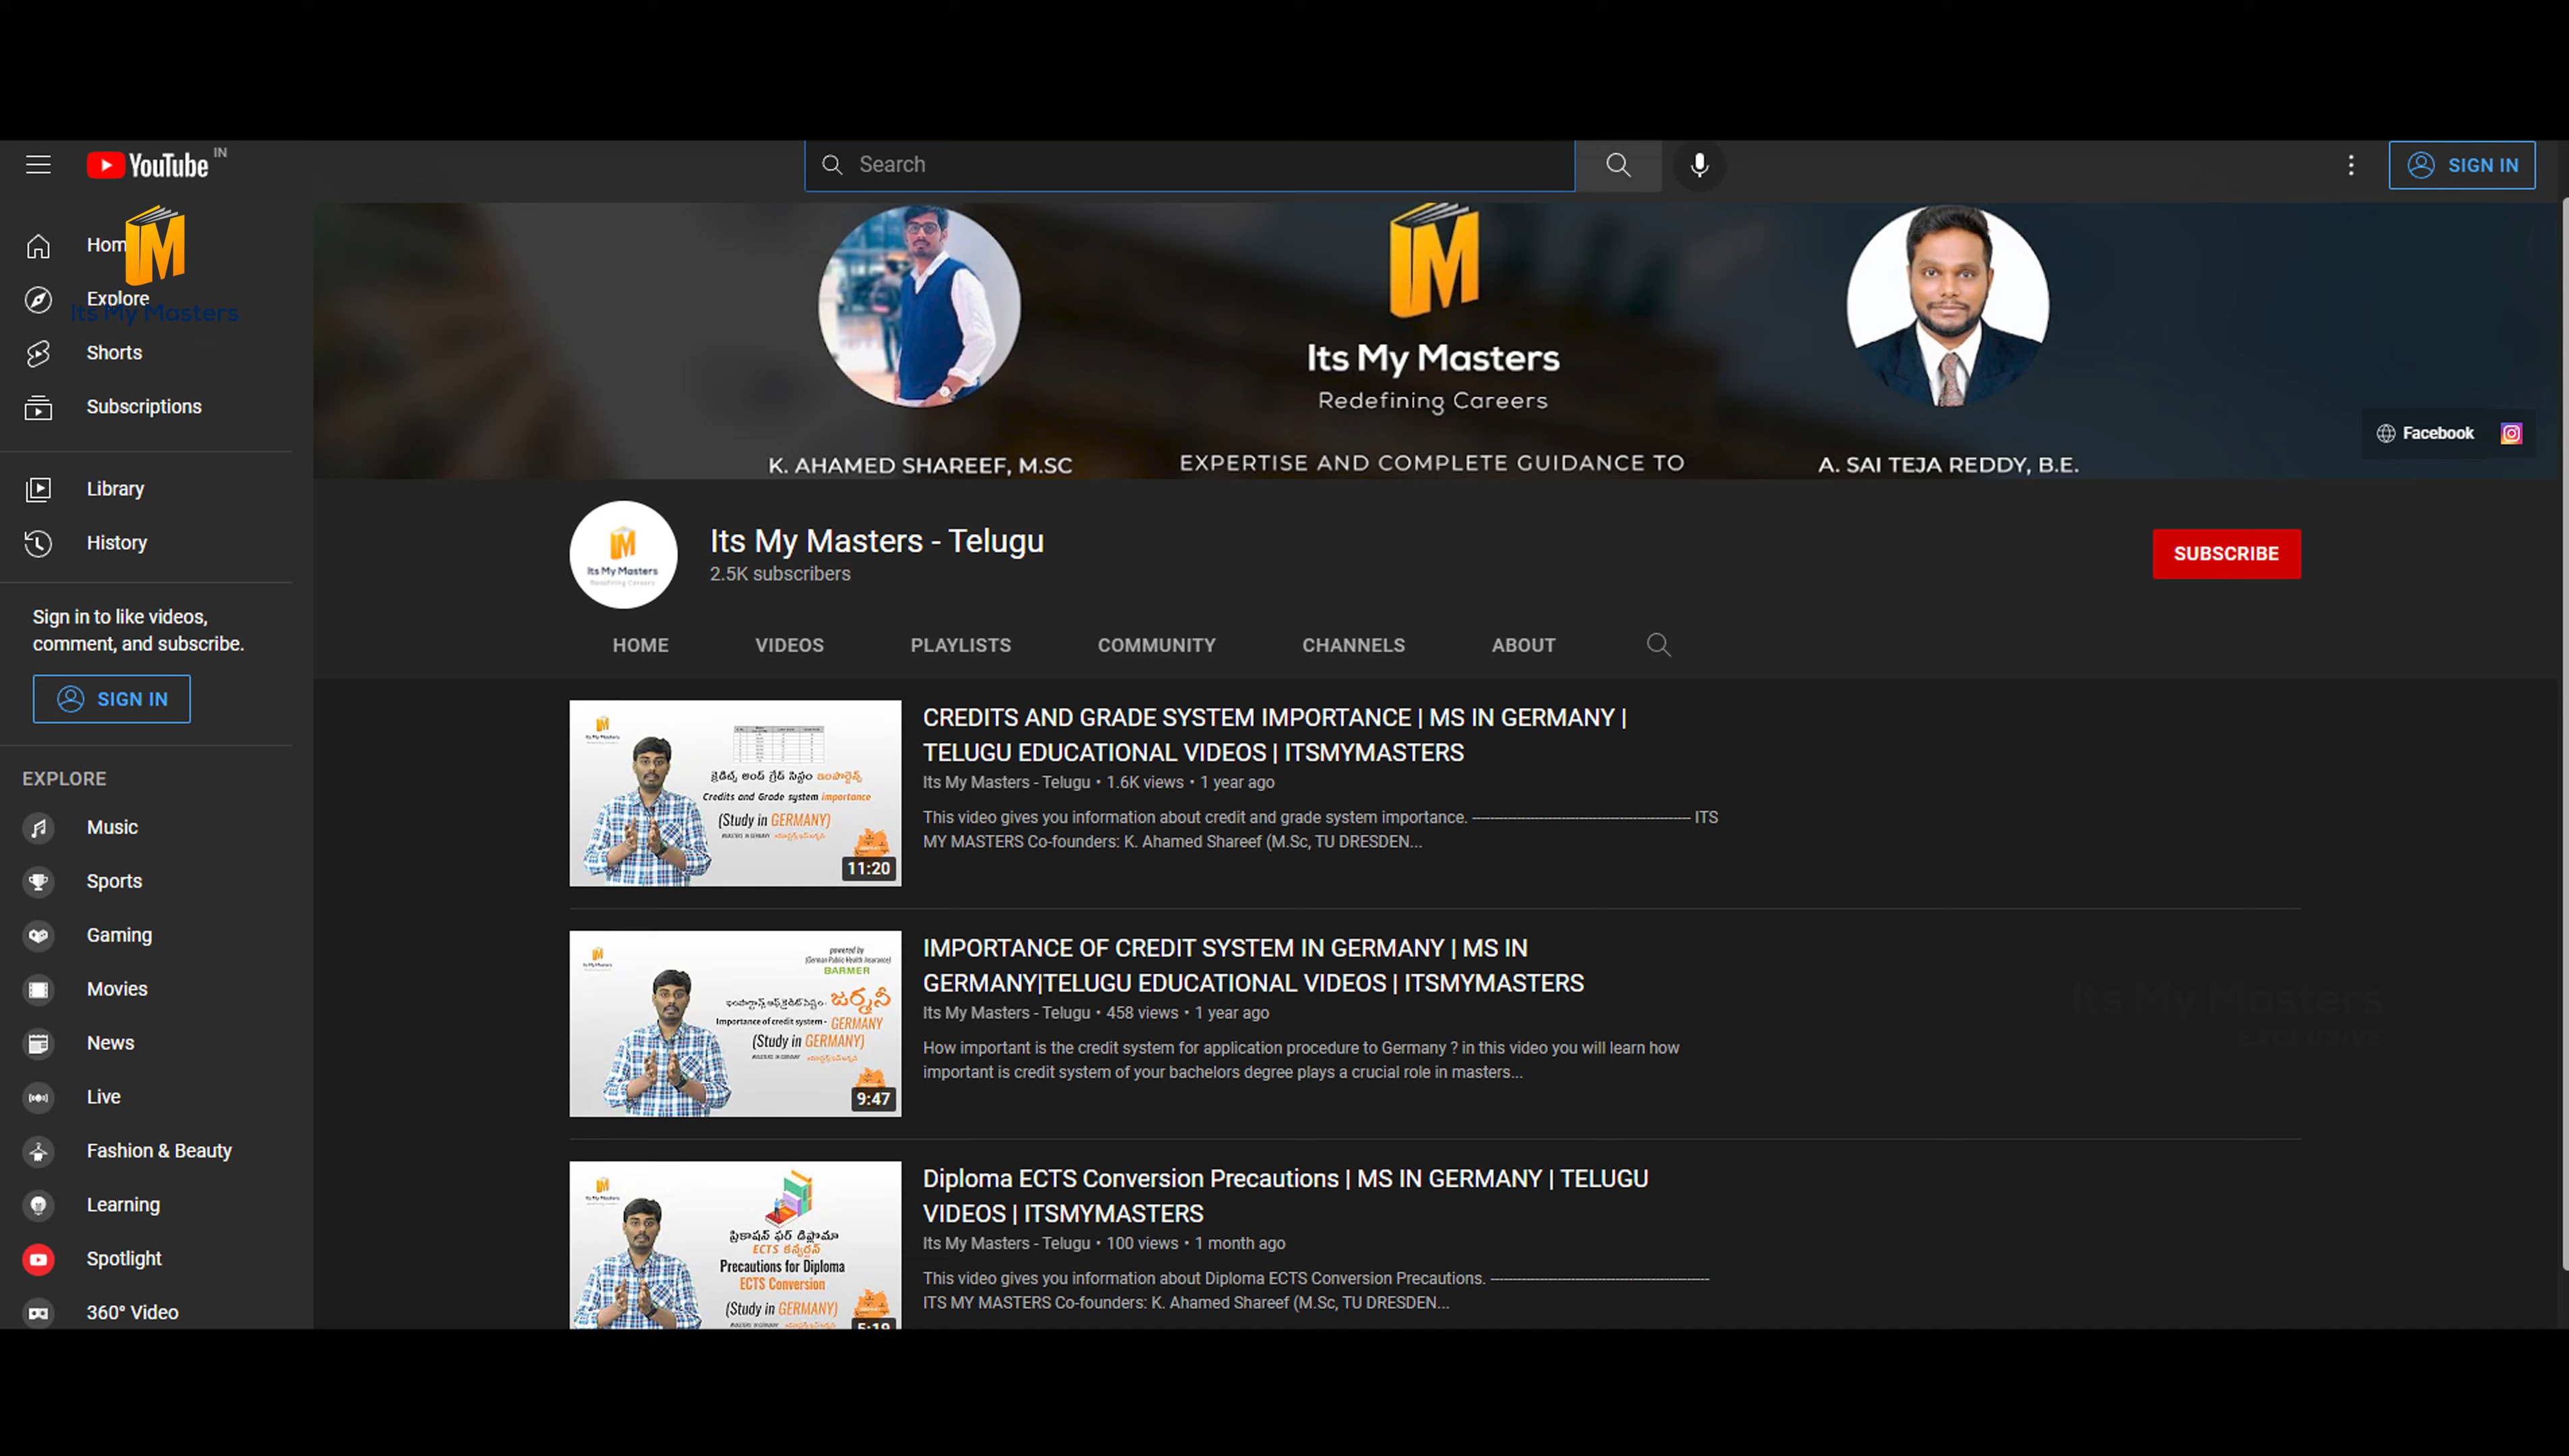 YouTube IN
Search
SIGN IN
Home
Explore
Its My Masters
Shorts
Subscriptions
Library
History
Sign in to like videos,
comment, and subscribe.
SIGN IN
EXPLORE
Music
Sports
Gaming
Movies
News
Live
Fashion & Beauty
Learning
Spotlight
360° Video
Its My Masters
Redefining Careers
K. AHAMED SHAREEF, M.SC
EXPERTISE AND COMPLETE GUIDANCE TO
A. SAI TEJA REDDY, B.E.
Facebook
Its My Masters
Redefining Careers
Its My Masters - Telugu
2.5K subscribers
SUBSCRIBE
HOME VIDEOS PLAYLISTS COMMUNITY CHANNELS ABOUT
క్రెడిట్స్ అండ్ గ్రేడ్ సిస్టం ఇంపార్టెన్స్
Credits and Grade system importance
(Study in GERMANY)
11:20
CREDITS AND GRADE SYSTEM IMPORTANCE | MS IN GERMANY |
TELUGU EDUCATIONAL VIDEOS | ITSMYMASTERS
Its My Masters - Telugu • 1.6K views • 1 year ago
This video gives you information about credit and grade system importance. ---------------------------------------- ITS
MY MASTERS Co-founders: K. Ahamed Shareef (M.Sc, TU DRESDEN...
powered by
(German Public Health Insurance)
BARMER
ఇంపార్టెన్స్ ఆఫ్ క్రెడిట్ సిస్టం- జర్మనీ
Importance of credit system - GERMANY
(Study in GERMANY)
9:47
IMPORTANCE OF CREDIT SYSTEM IN GERMANY | MS IN
GERMANY|TELUGU EDUCATIONAL VIDEOS | ITSMYMASTERS
Its My Masters - Telugu • 458 views • 1 year ago
How important is the credit system for application procedure to Germany ? in this video you will learn how
important is credit system of your bachelors degree plays a crucial role in masters...
Its My Masters
ప్రికాషన్ ఫర్ డిప్లొమా
ECTS కన్వర్షన్
Precautions for Diploma
ECTS Conversion
(Study in GERMANY)
5:19
Diploma ECTS Conversion Precautions | MS IN GERMANY | TELUGU
VIDEOS | ITSMYMASTERS
Its My Masters - Telugu • 100 views • 1 month ago
This video gives you information about Diploma ECTS Conversion Precautions. ----------------------------------------
ITS MY MASTERS Co-founders: K. Ahamed Shareef (M.Sc, TU DRESDEN...